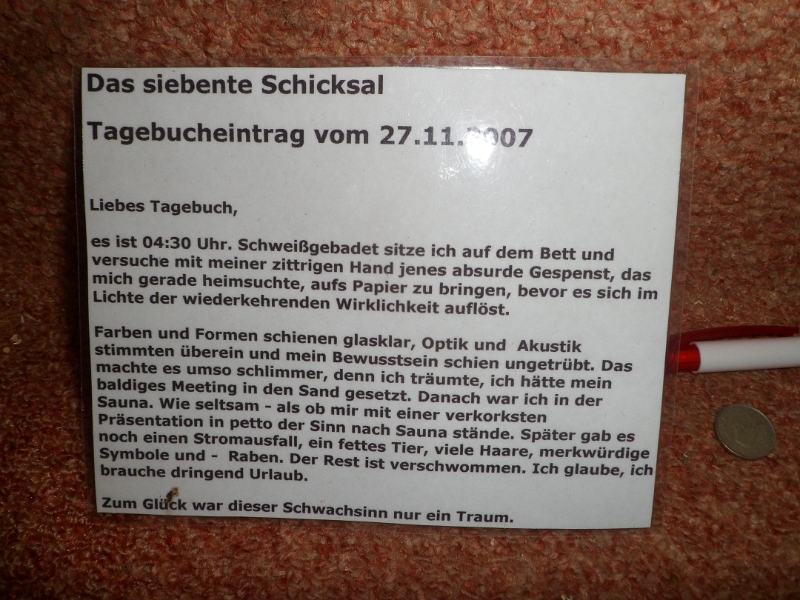 Das siebente Schicksal
Tagebucheintrag vom 27.11.2007
Liebes Tagebuch,
es ist 04:30 Uhr. Schweißgebadet sitze ich auf dem Bett und
versuche mit meiner zittrigen Hand jenes absurde Gespenst, das
mich gerade heimsuchte, aufs Papier zu bringen, bevor es sich im
Lichte der wiederkehrenden Wirklichkeit auflöst.
Farben und Formen schienen glasklar, Optik und  Akustik
stimmten überein und mein Bewusstsein schien ungetrübt. Das
machte es umso schlimmer, denn ich träumte, ich hätte mein
baldiges Meeting in den Sand gesetzt. Danach war ich in der
Sauna. Wie seltsam - als ob mir mit einer verkorksten
Präsentation in petto der Sinn nach Sauna stände. Später gab es
noch einen Stromausfall, ein fettes Tier, viele Haare, merkwürdige
Symbole und -  Raben. Der Rest ist verschwommen. Ich glaube, ich
brauche dringend Urlaub.
Zum Glück war dieser Schwachsinn nur ein Traum.